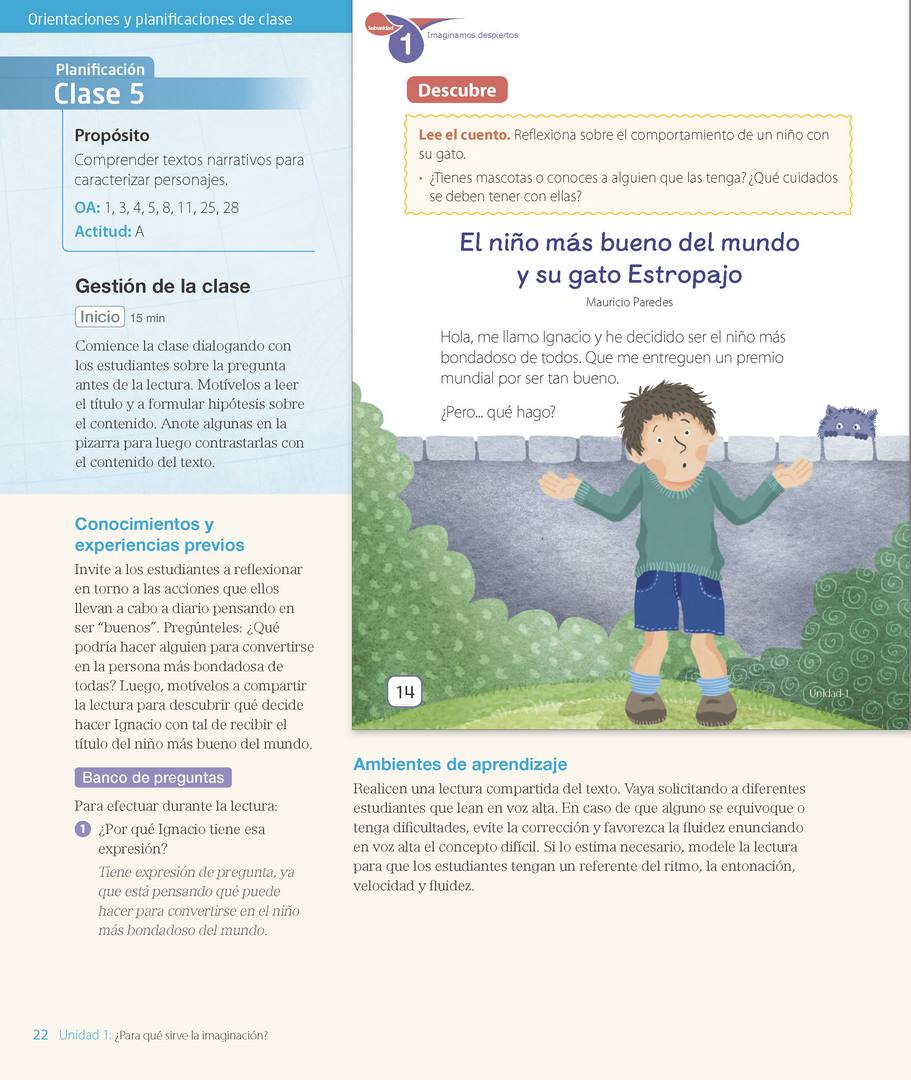 Orientaciones y planificaciones de clase
Planificación
Clase 5
Propósito
Comprender textos narrativos para
caracterizar personajes.
OA: 1, 3, 4, 5, 8, 11, 25, 28
Actitud: A
Gestión de la clase
Inicio 15 min
Comience la clase dialogando con
los estudiantes sobre la pregunta
antes de la lectura. Motívelos a leer
el título y a formular hipótesis sobre
el contenido. Anote algunas en la
pizarra para luego contrastarlas con
el contenido del texto.
Conocimientos y
experiencias previos
Invite a los estudiantes a reflexionar
en torno a las acciones que ellos
llevan a cabo a diario pensando en
ser “buenos”. Pregúnteles: ¿Qué
podría hacer alguien para convertirse
en la persona más bondadosa de
todas? Luego, motívelos a compartir
la lectura para descubrir qué decide
hacer Ignacio con tal de recibir el
título del niño más bueno del mundo.
Banco de preguntas
Para efectuar durante la lectura:
1 ¿Por qué Ignacio tiene esa
expresión?
Tiene expresión de pregunta, ya
que está pensando qué puede
hacer para convertirse en el niño
más bondadoso del mundo.
Subunidad
1
Imaginamos despiertos
Descubre
Lee el cuento. Reflexiona sobre el comportamiento de un niño con
su gato.
• ¿Tienes mascotas o conoces a alguien que las tenga? ¿Qué cuidados
se deben tener con ellas?
El niño más bueno del mundo
y su gato Estropajo
Mauricio Paredes
Hola, me llamo Ignacio y he decidido ser el niño más
bondadoso de todos. Que me entreguen un premio
mundial por ser tan bueno.
¿Pero... qué hago?
14
Unidad 1
Ambientes de aprendizaje
Realicen una lectura compartida del texto. Vaya solicitando a diferentes
estudiantes que lean en voz alta. En caso de que alguno se equivoque o
tenga dificultades, evite la corrección y favorezca la fluidez enunciando
en voz alta el concepto difícil. Si lo estima necesario, modele la lectura
para que los estudiantes tengan un referente del ritmo, la entonación,
velocidad y fluidez.
22 Unidad 1: ¿Para qué sirve la imaginación?